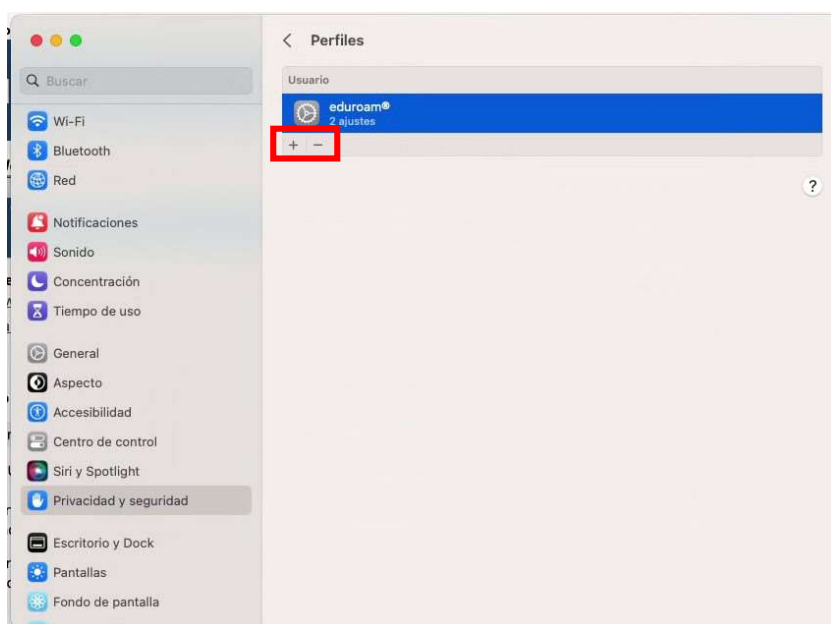 Perfiles
Buscar
Usuario
eduroam®
2 ajustes
+ −
?
Wi-Fi
Bluetooth
Red
Notificaciones
Sonido
Concentración
Tiempo de uso
General
Aspecto
Accesibilidad
Centro de control
Siri y Spotlight
Privacidad y seguridad
Escritorio y Dock
Pantallas
Fondo de pantalla